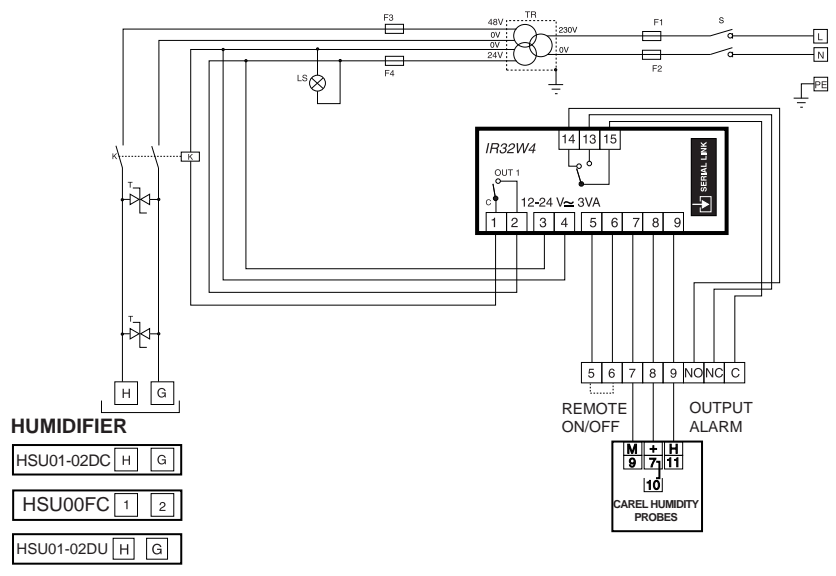 TR
F3
48V
0V
0V
24V
F4
230V
0V
F1
F2
S
L
N
PE
LS
K
K
T
T
H G
HUMIDIFIER
HSU01-02DC H G
HSU00FC 1 2
HSU01-02DU H G
IR32W4
14 13 15
SERIAL LINK
OUT 1
C
12-24 V≃ 3VA
1 2 3 4 5 6 7 8 9
5 6 7 8 9 NO NC C
REMOTE
ON/OFF
OUTPUT
ALARM
M + H
9 7 11
10
CAREL HUMIDITY
PROBES